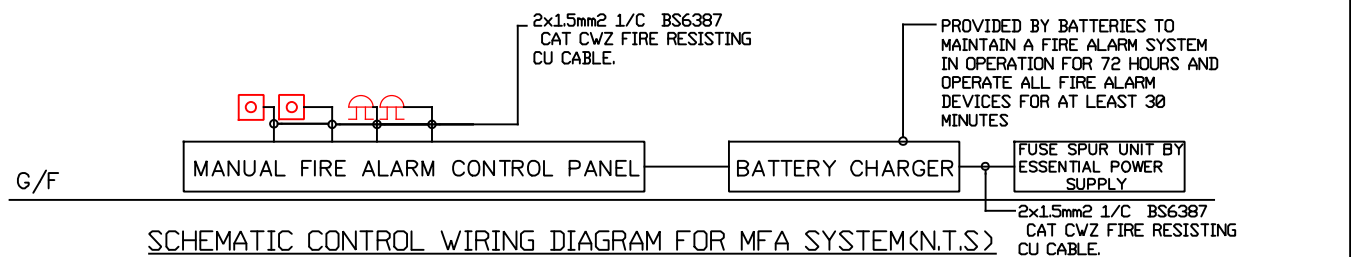 2x1.5mm2 1/C BS6387
CAT CWZ FIRE RESISTING
CU CABLE.
PROVIDED BY BATTERIES TO
MAINTAIN A FIRE ALARM SYSTEM
IN OPERATION FOR 72 HOURS AND
OPERATE ALL FIRE ALARM
DEVICES FOR AT LEAST 30
MINUTES
MANUAL FIRE ALARM CONTROL PANEL
BATTERY CHARGER
FUSE SPUR UNIT BY
ESSENTIAL POWER
SUPPLY
G/F
2x1.5mm2 1/C BS6387
CAT CWZ FIRE RESISTING
CU CABLE.
SCHEMATIC CONTROL WIRING DIAGRAM FOR MFA SYSTEM(N.T.S)